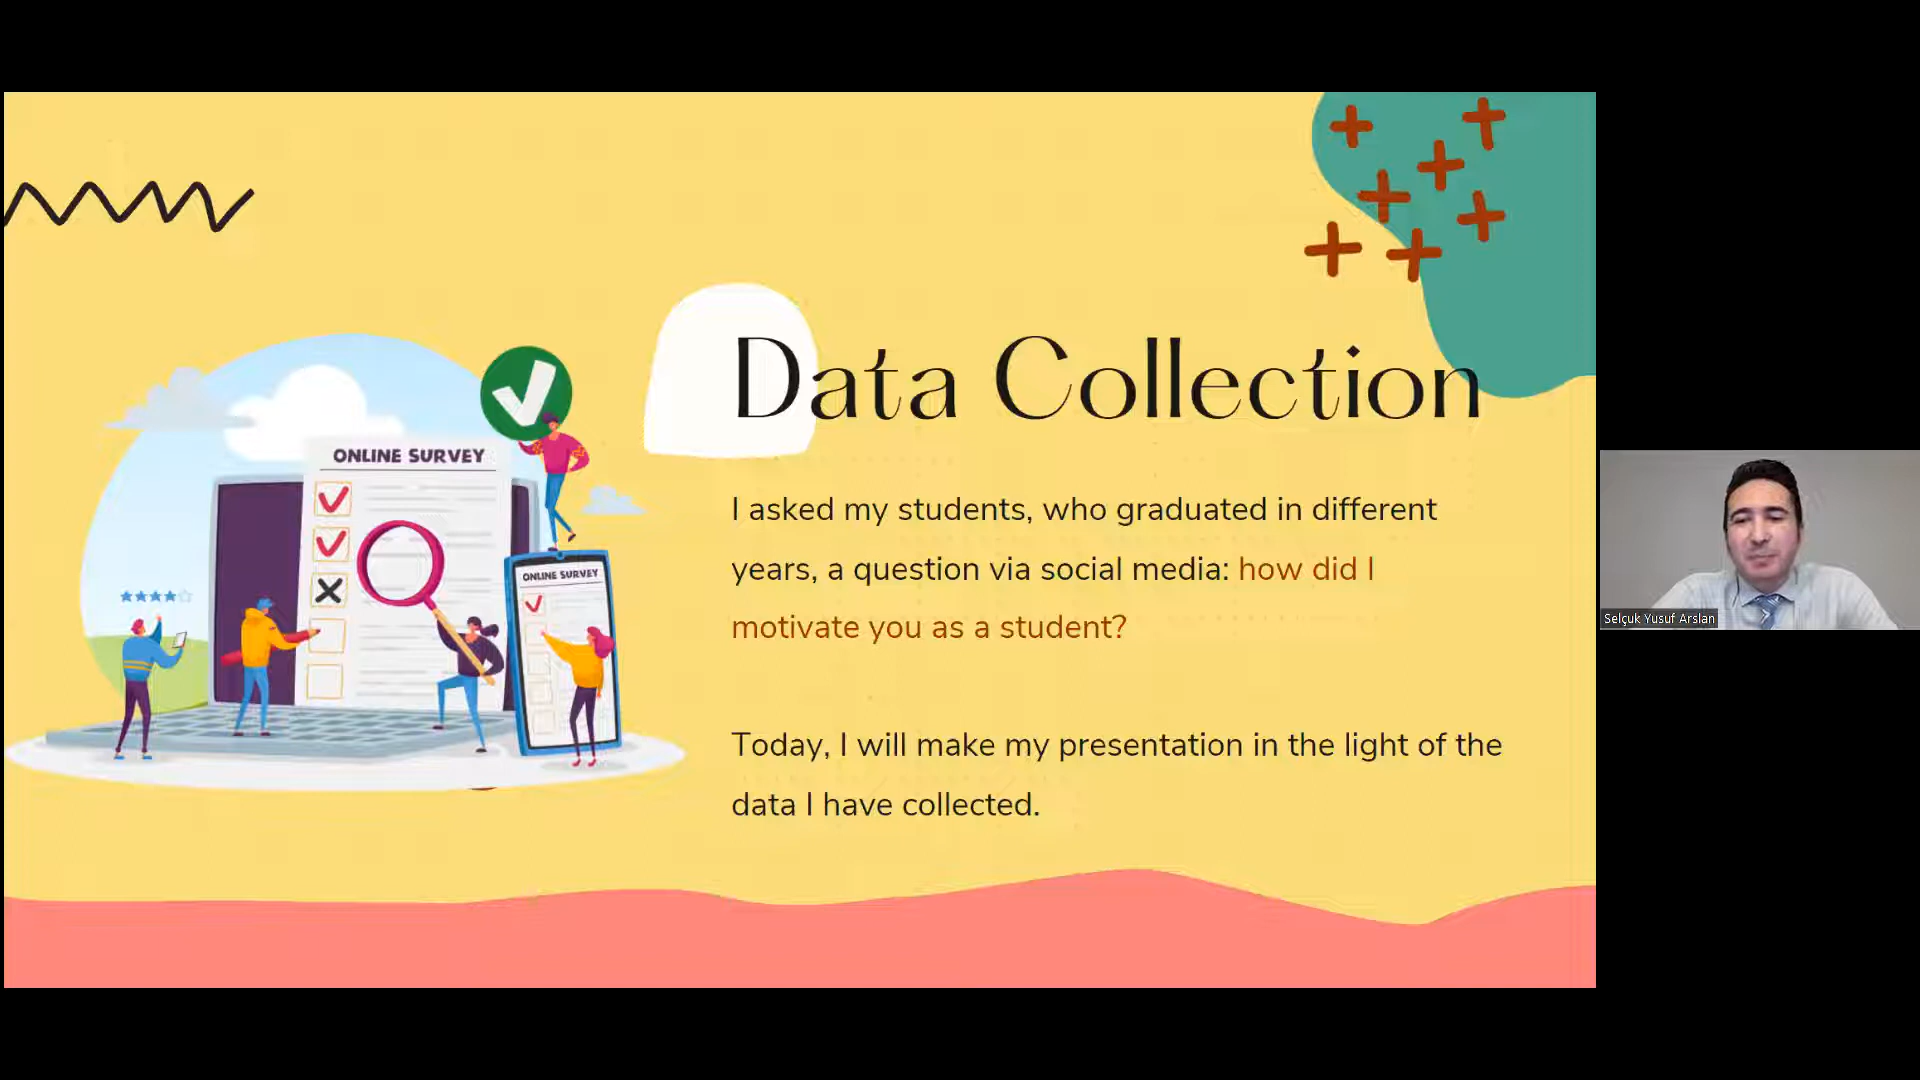 Data Collection
ONLINE SURVEY
I asked my students, who graduated in different
years, a question via social media: how did I
motivate you as a student?
ONLINE SURVEY
Selçuk Yusuf Arslan
Today, I will make my presentation in the light of the
data I have collected.